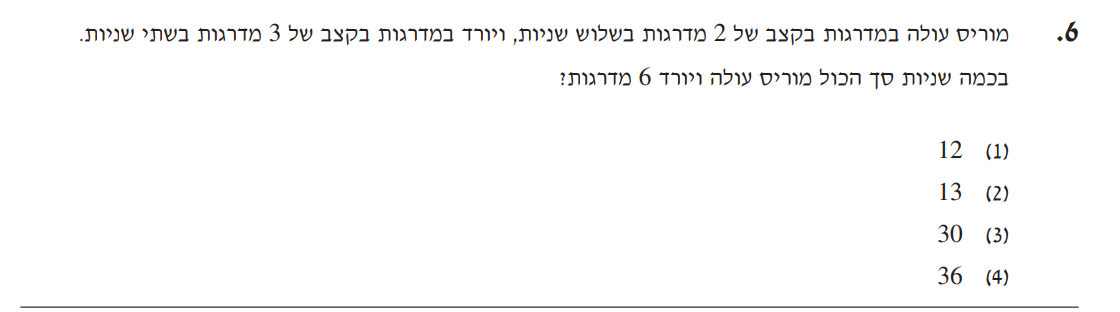 6. מוריס עולה במדרגות בקצב של 2 מדרגות בשלוש שניות, ויורד במדרגות בקצב של 3 מדרגות בשתי שניות.
בכמה שניות סך הכול מוריס עולה ויורד 6 מדרגות?
(1) 12
(2) 13
(3) 30
(4) 36